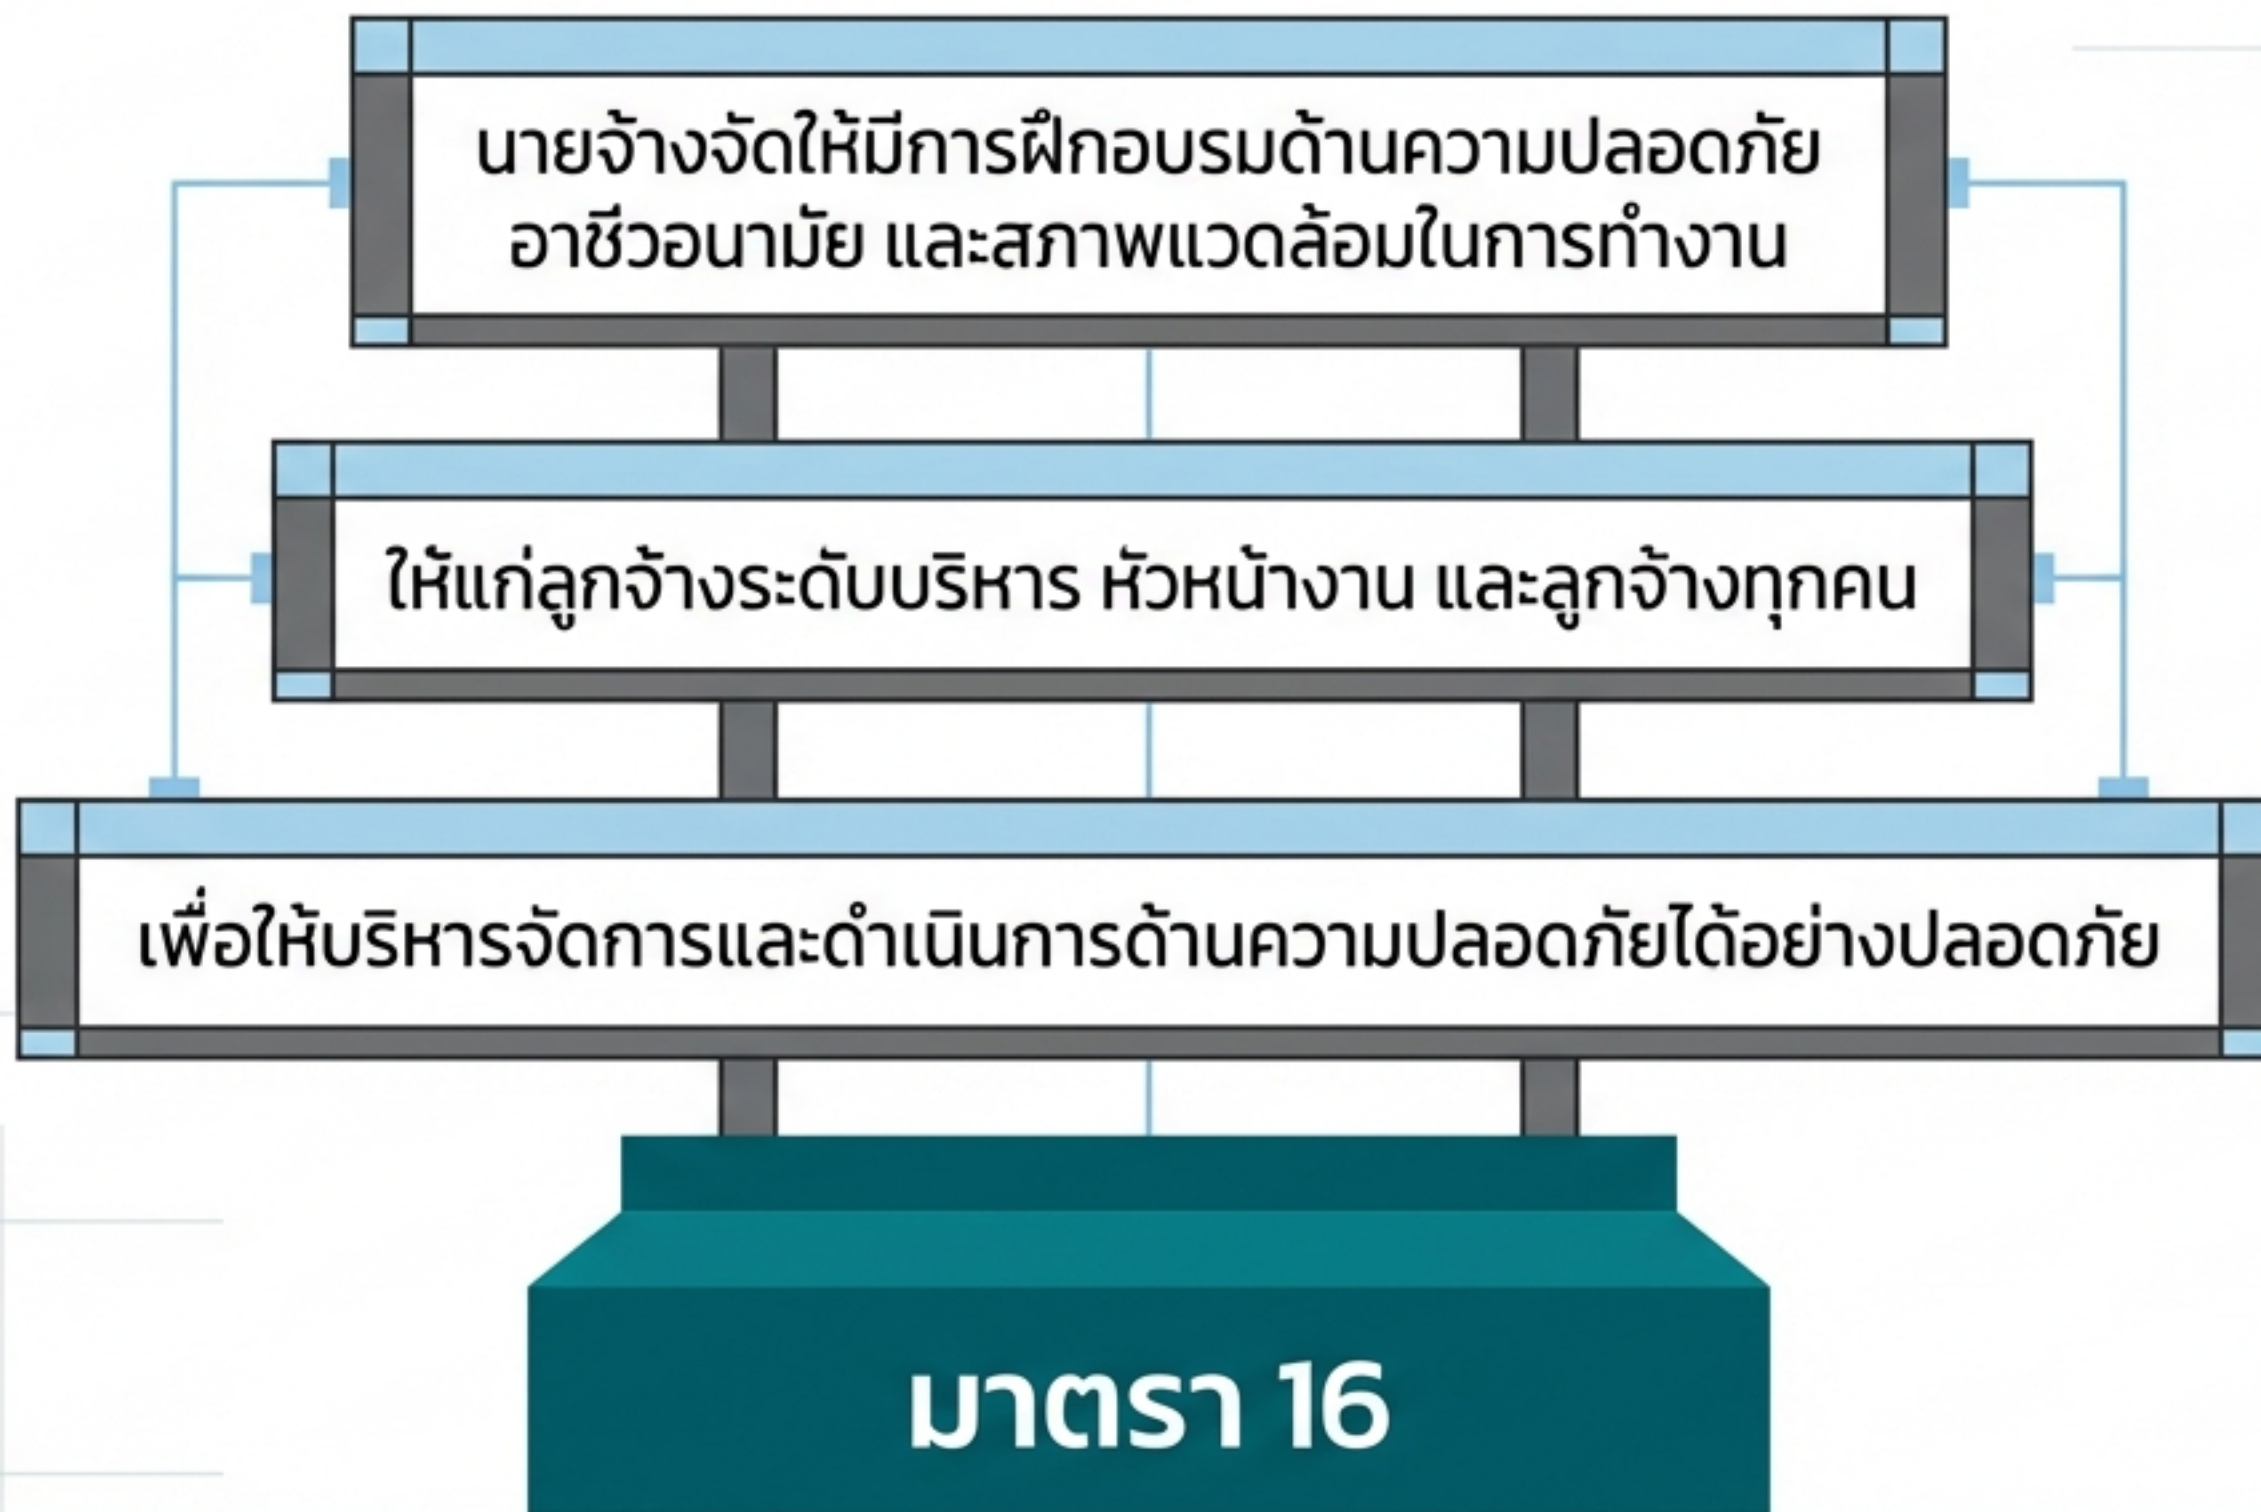 นายจ้างจัดให้มีการฝึกอบรมด้านความปลอดภัย
อาชีวอนามัย และสภาพแวดล้อมในการทำงาน
ให้แก่ลูกจ้างระดับบริหาร หัวหน้างาน และลูกจ้างทุกคน
เพื่อให้บริหารจัดการและดำเนินการด้านความปลอดภัยได้อย่างปลอดภัย
มาตรา 16